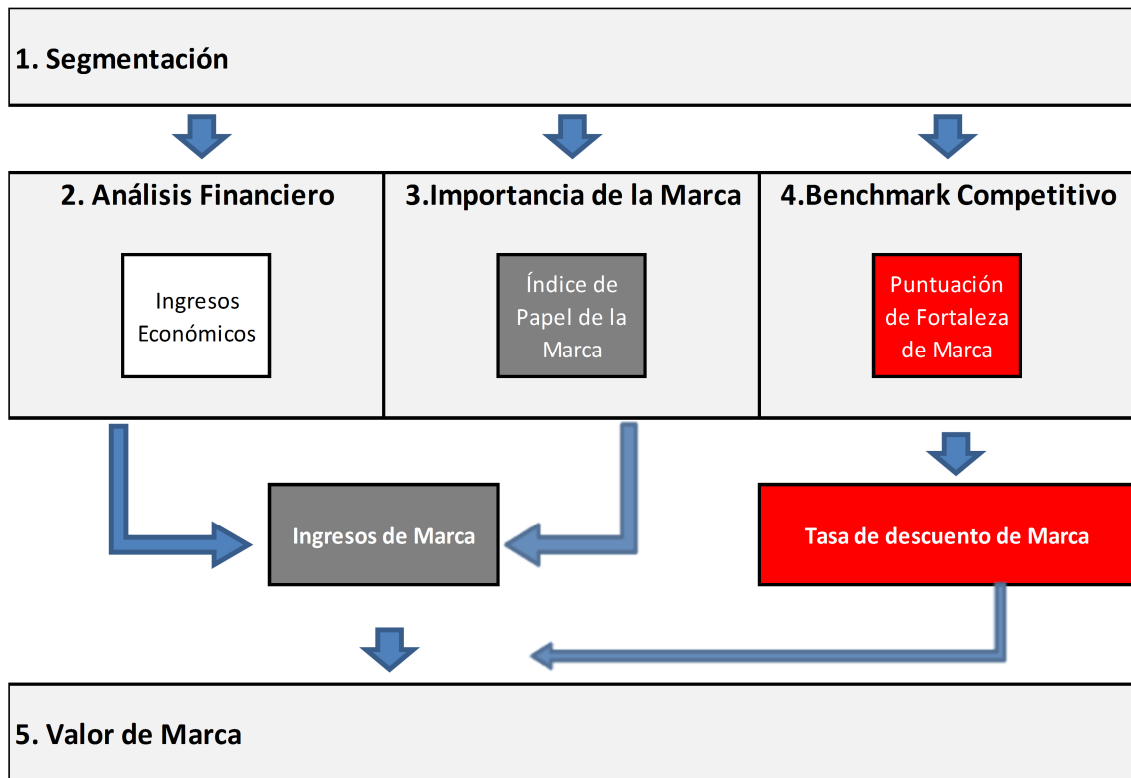 1. Segmentación
2. Análisis Financiero
3.Importancia de la Marca
4.Benchmark Competitivo
Ingresos
Económicos
Índice de
Papel de la
Marca
Puntuación
de Fortaleza
de Marca
Ingresos de Marca
Tasa de descuento de Marca
5. Valor de Marca